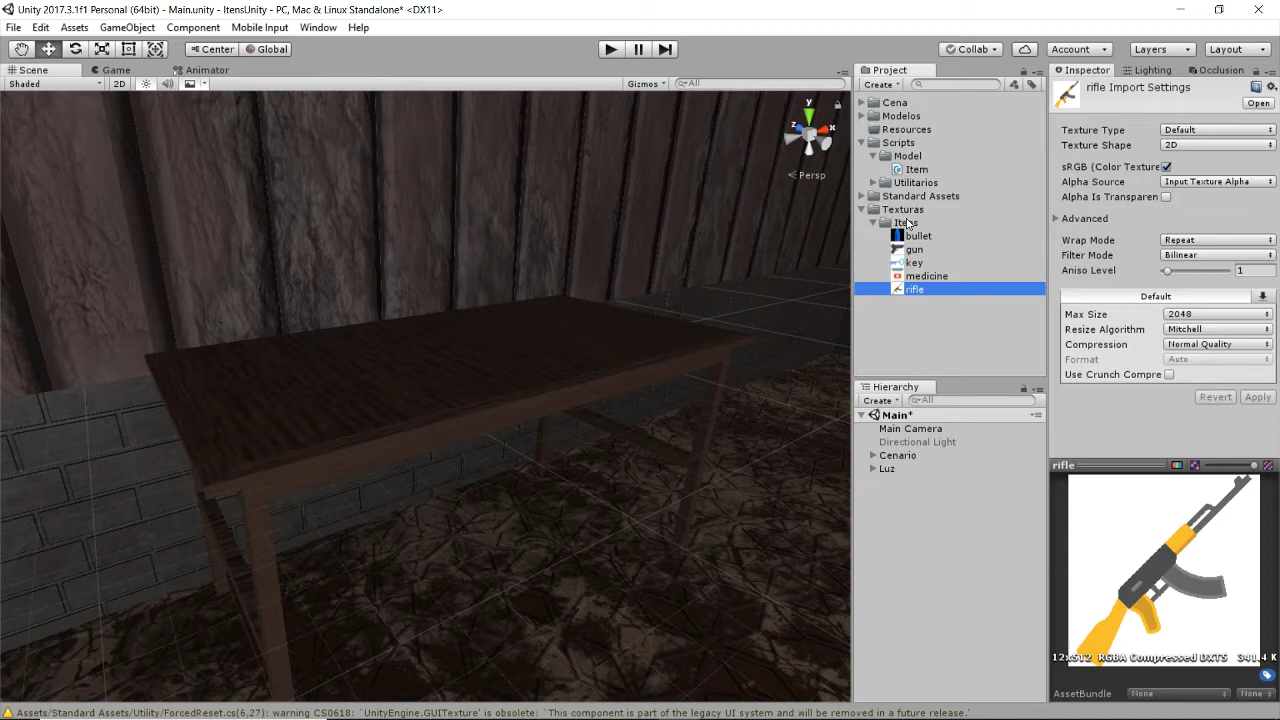 Unity 2017.3.1f1 Personal (64bit) - Main.unity - ItensUnity - PC, Mac & Linux Standalone* <DX11>
File Edit Assets GameObject Component Mobile Input Window Help
Center Global Collab Account Layers Layout
Scene Game Animator
Shaded 2D Gizmos All
y
z x
Persp
Project
Create
Cena
Modelos
Resources
Scripts
Model
Item
Utilitarios
Standard Assets
Texturas
Itens
bullet
gun
key
medicine
rifle
Hierarchy
Create All
Main*
Main Camera
Directional Light
Cenario
Luz
Inspector Lighting Occlusion
rifle Import Settings
Open
Texture Type Default
Texture Shape 2D
sRGB (Color Texture
Alpha Source Input Texture Alpha
Alpha Is Transparen
Advanced
Wrap Mode Repeat
Filter Mode Bilinear
Aniso Level 1
Default
Max Size 2048
Resize Algorithm Mitchell
Compression Normal Quality
Format Auto
Use Crunch Compre
Revert Apply
rifle
12x512 RGBA Compressed DXT5 341.4 K
AssetBundle None None
Assets/Standard Assets/Utility/ForcedReset.cs(6,27): warning CS0618: `UnityEngine.GUITexture' is obsolete: `This component is part of the legacy UI system and will be removed in a future release.'